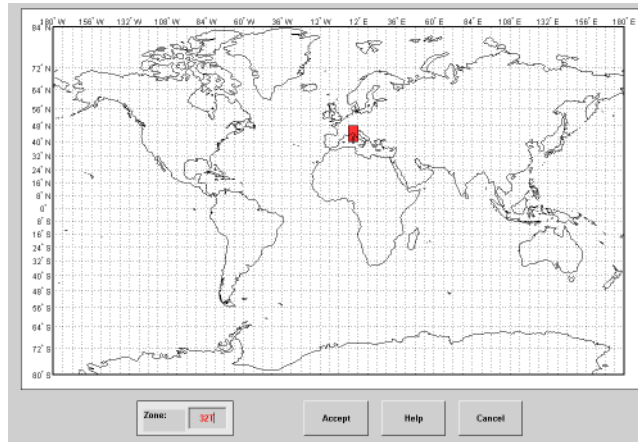 180° W 156° W 132° W 108° W 84° W 60° W 36° W 12° W 12° E 36° E 60° E 84° E 108° E 132° E 156° E 180° E
84° N
72° N
64° N
56° N
48° N
40° N
32° N
24° N
16° N
8° N
0°
8° S
16° S
24° S
32° S
40° S
48° S
56° S
64° S
72° S
80° S
Zone: 32T Accept Help Cancel